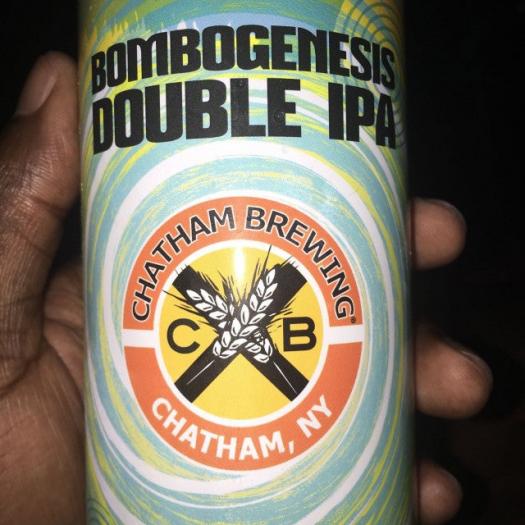 BOMBOGENESIS
DOUBLE IPA
CHATHAM BREWING®
C B
CHATHAM, NY